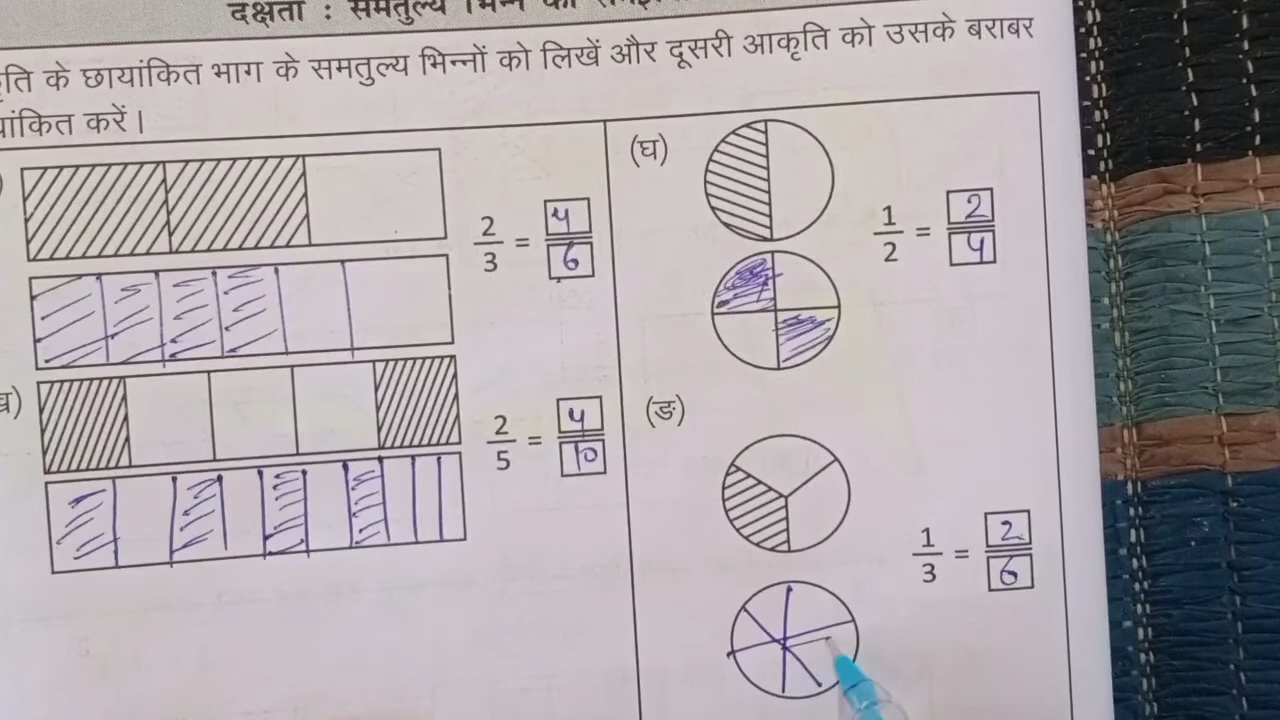 दक्षता : समतुल्य भिन्न की
के छायांकित भाग के समतुल्य भिन्नों को लिखें और दूसरी आकृति को उसके बराबर
करें।
2/3 = 4/6
2/5 = 4/10
(घ)
1/2 = 2/4
(ङ)
1/3 = 2/6